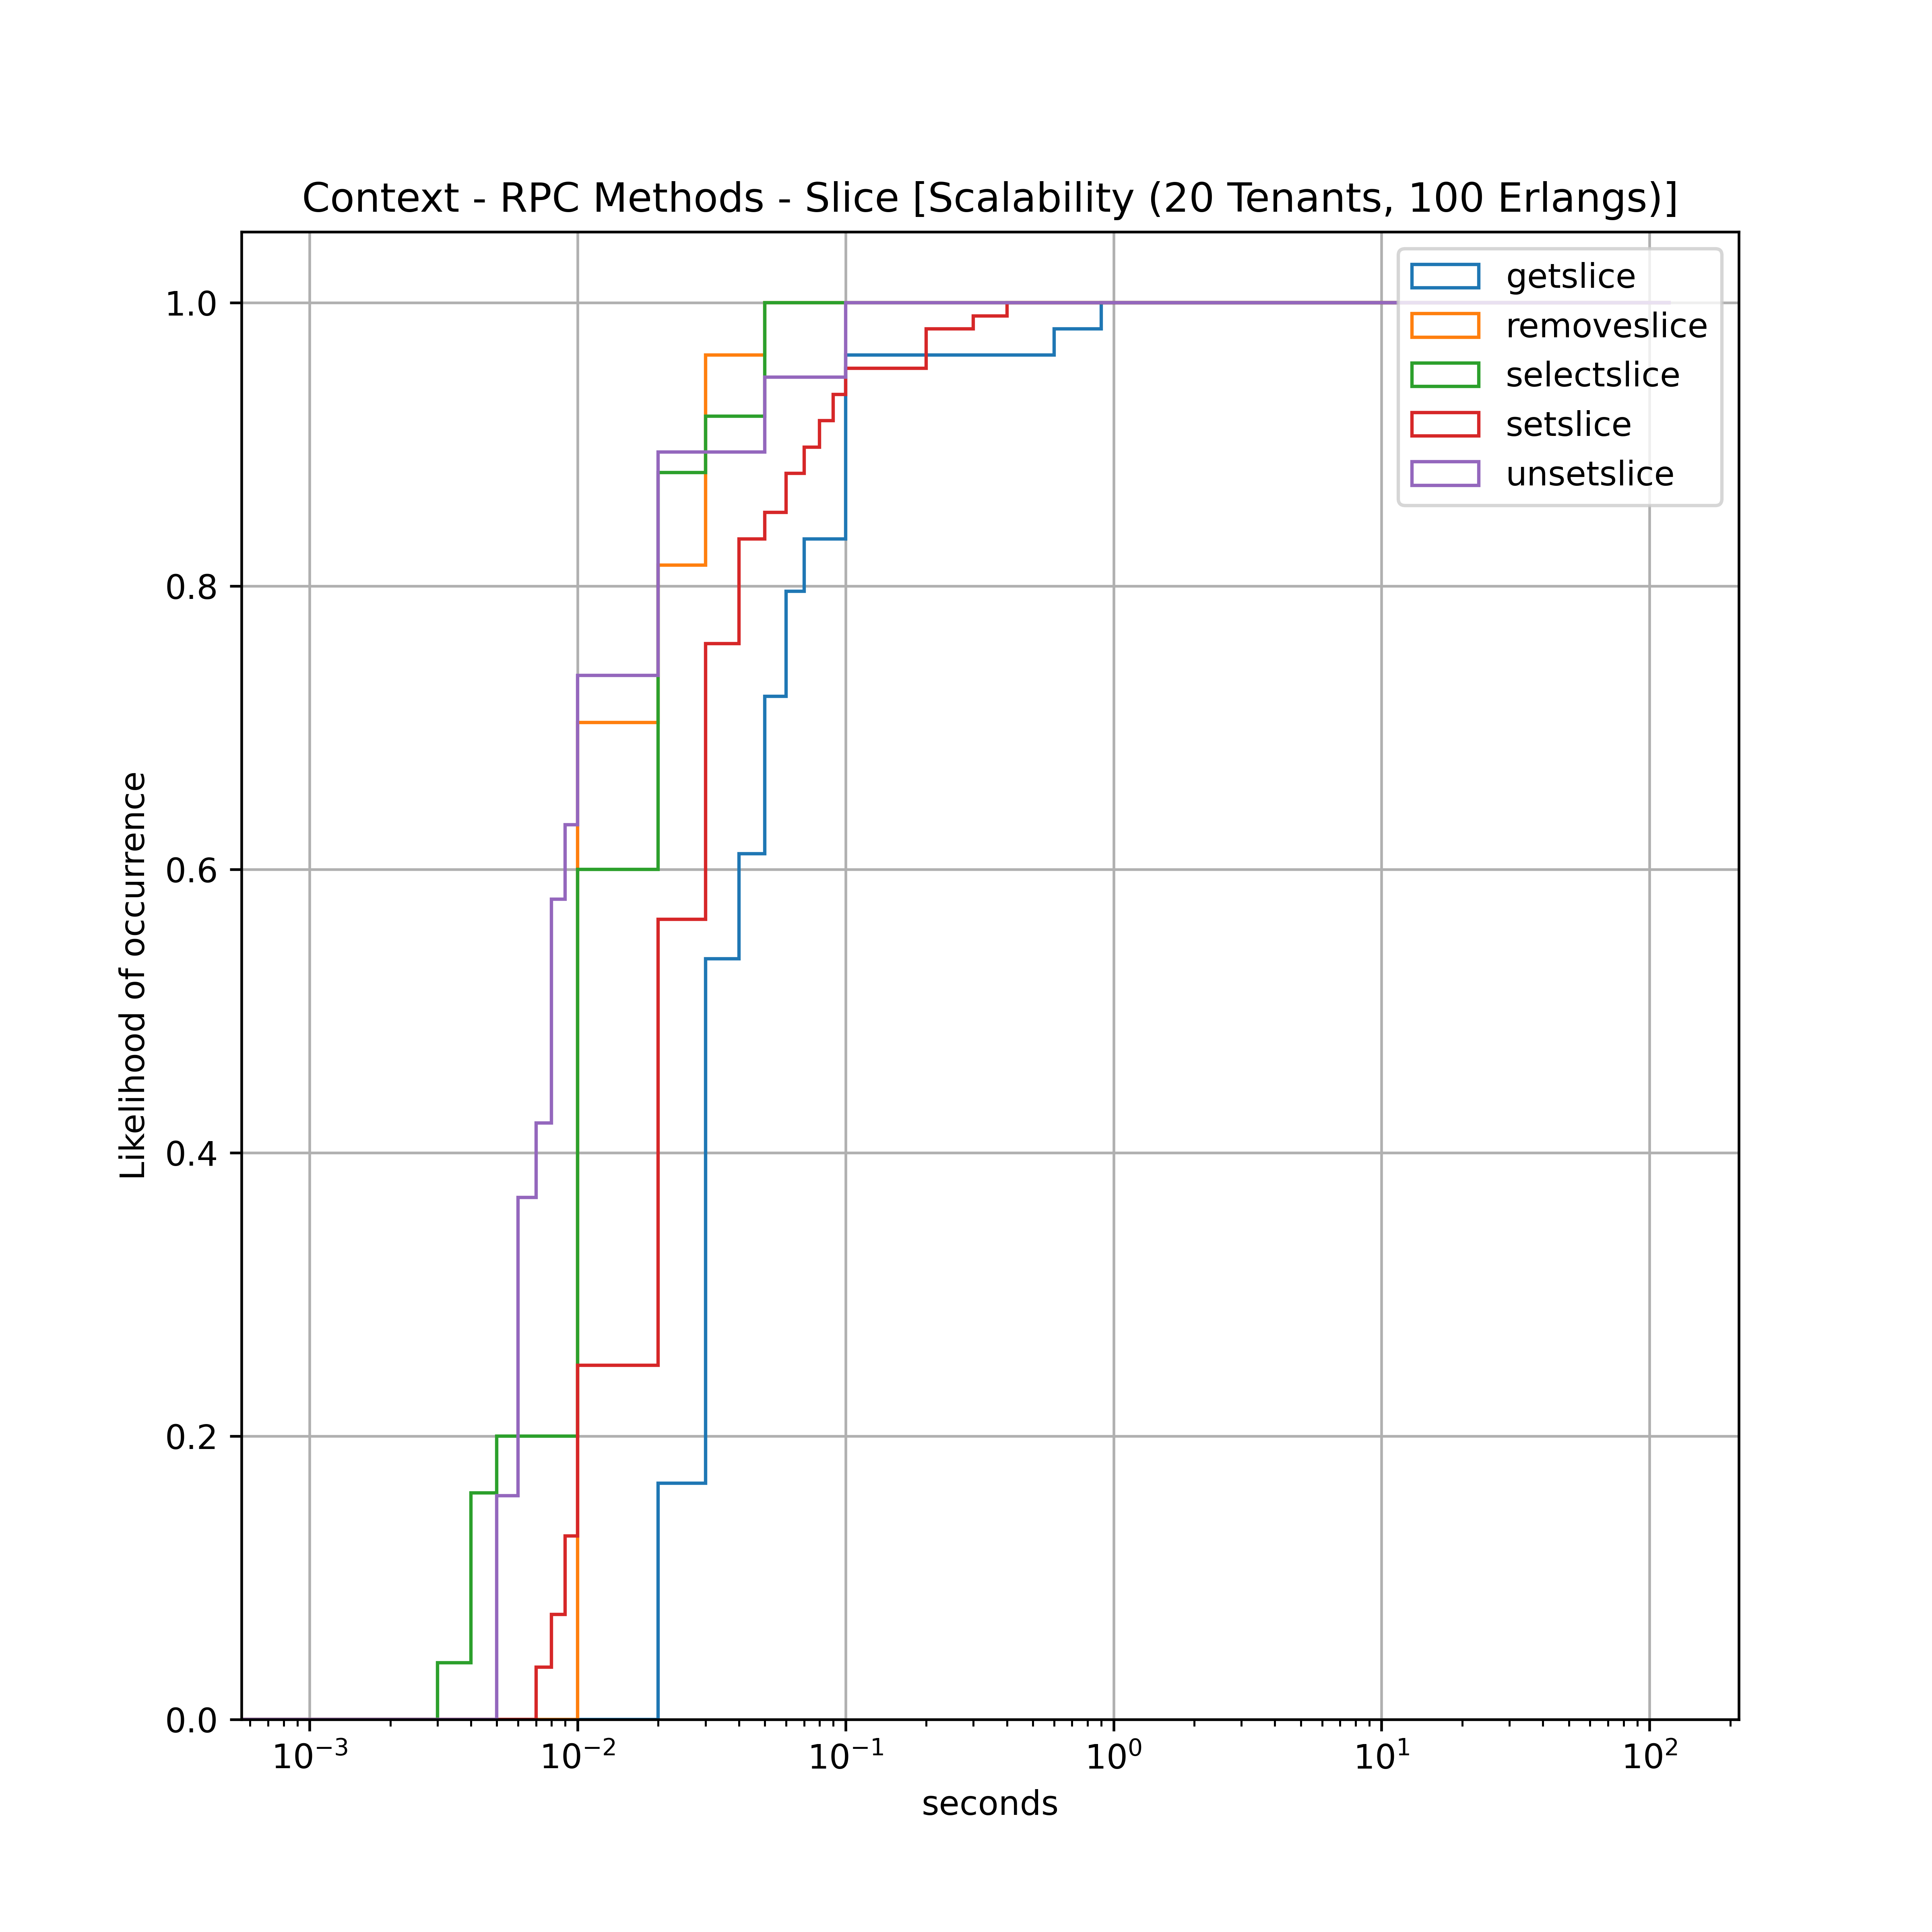 Context - RPC Methods - Slice [Scalability (20 Tenants, 100 Erlangs)]
getslice
removeslice
selectslice
setslice
unsetslice
Likelihood of occurrence
1.0
0.8
0.6
0.4
0.2
0.0
10⁻³ 10⁻² 10⁻¹ 10⁰ 10¹ 10²
seconds